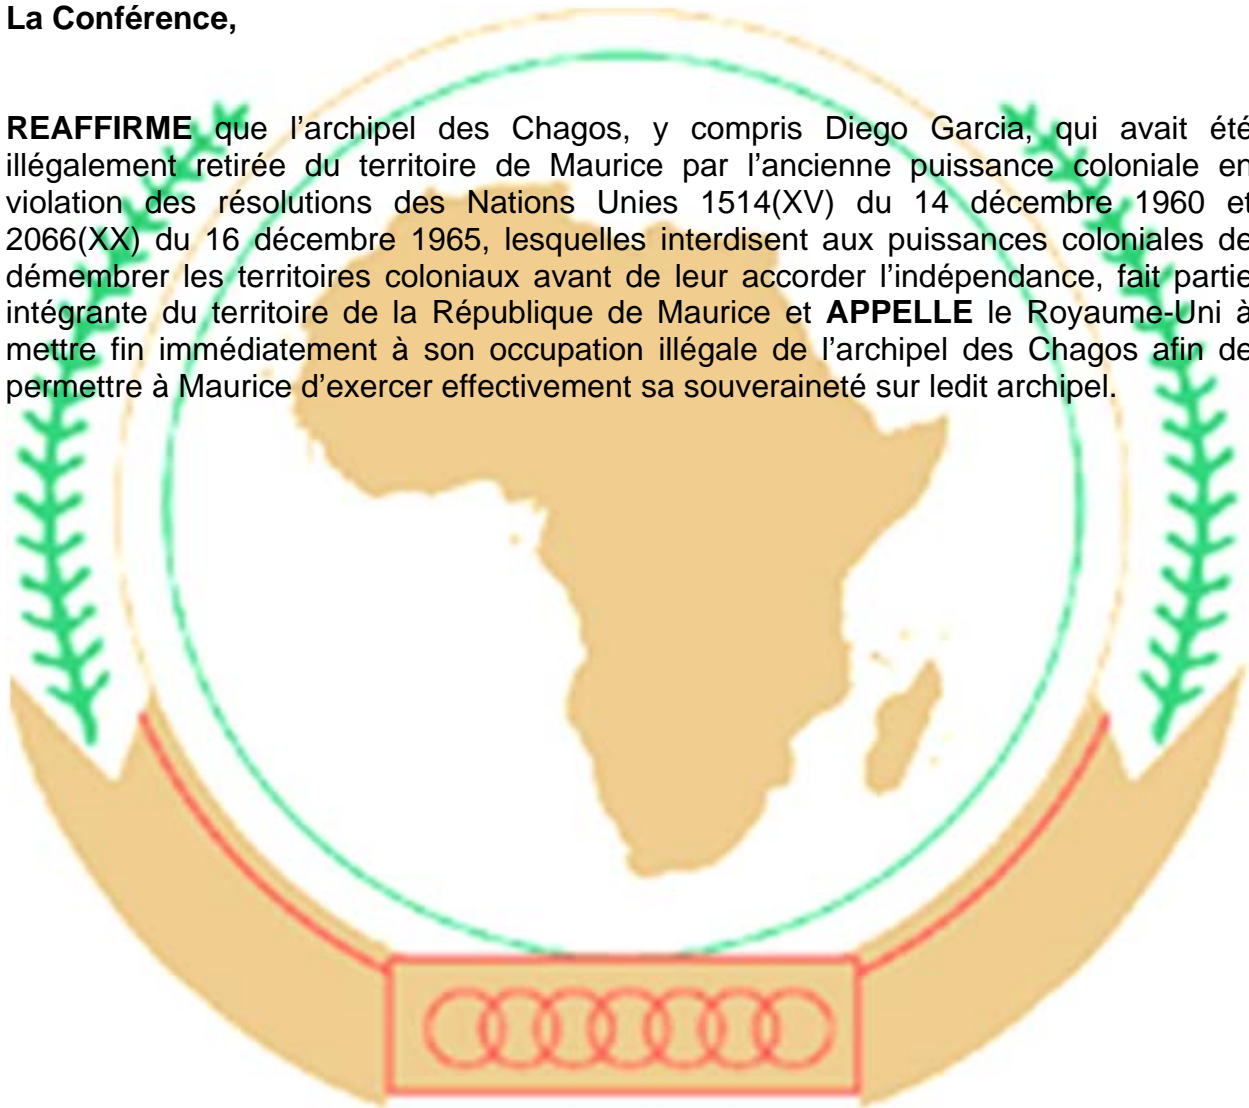 La Conférence,
REAFFIRME que l’archipel des Chagos, y compris Diego Garcia, qui avait été
illégalement retirée du territoire de Maurice par l’ancienne puissance coloniale en
violation des résolutions des Nations Unies 1514(XV) du 14 décembre 1960 et
2066(XX) du 16 décembre 1965, lesquelles interdisent aux puissances coloniales de
démembrer les territoires coloniaux avant de leur accorder l’indépendance, fait partie
intégrante du territoire de la République de Maurice et APPELLE le Royaume-Uni à
mettre fin immédiatement à son occupation illégale de l’archipel des Chagos afin de
permettre à Maurice d’exercer effectivement sa souveraineté sur ledit archipel.